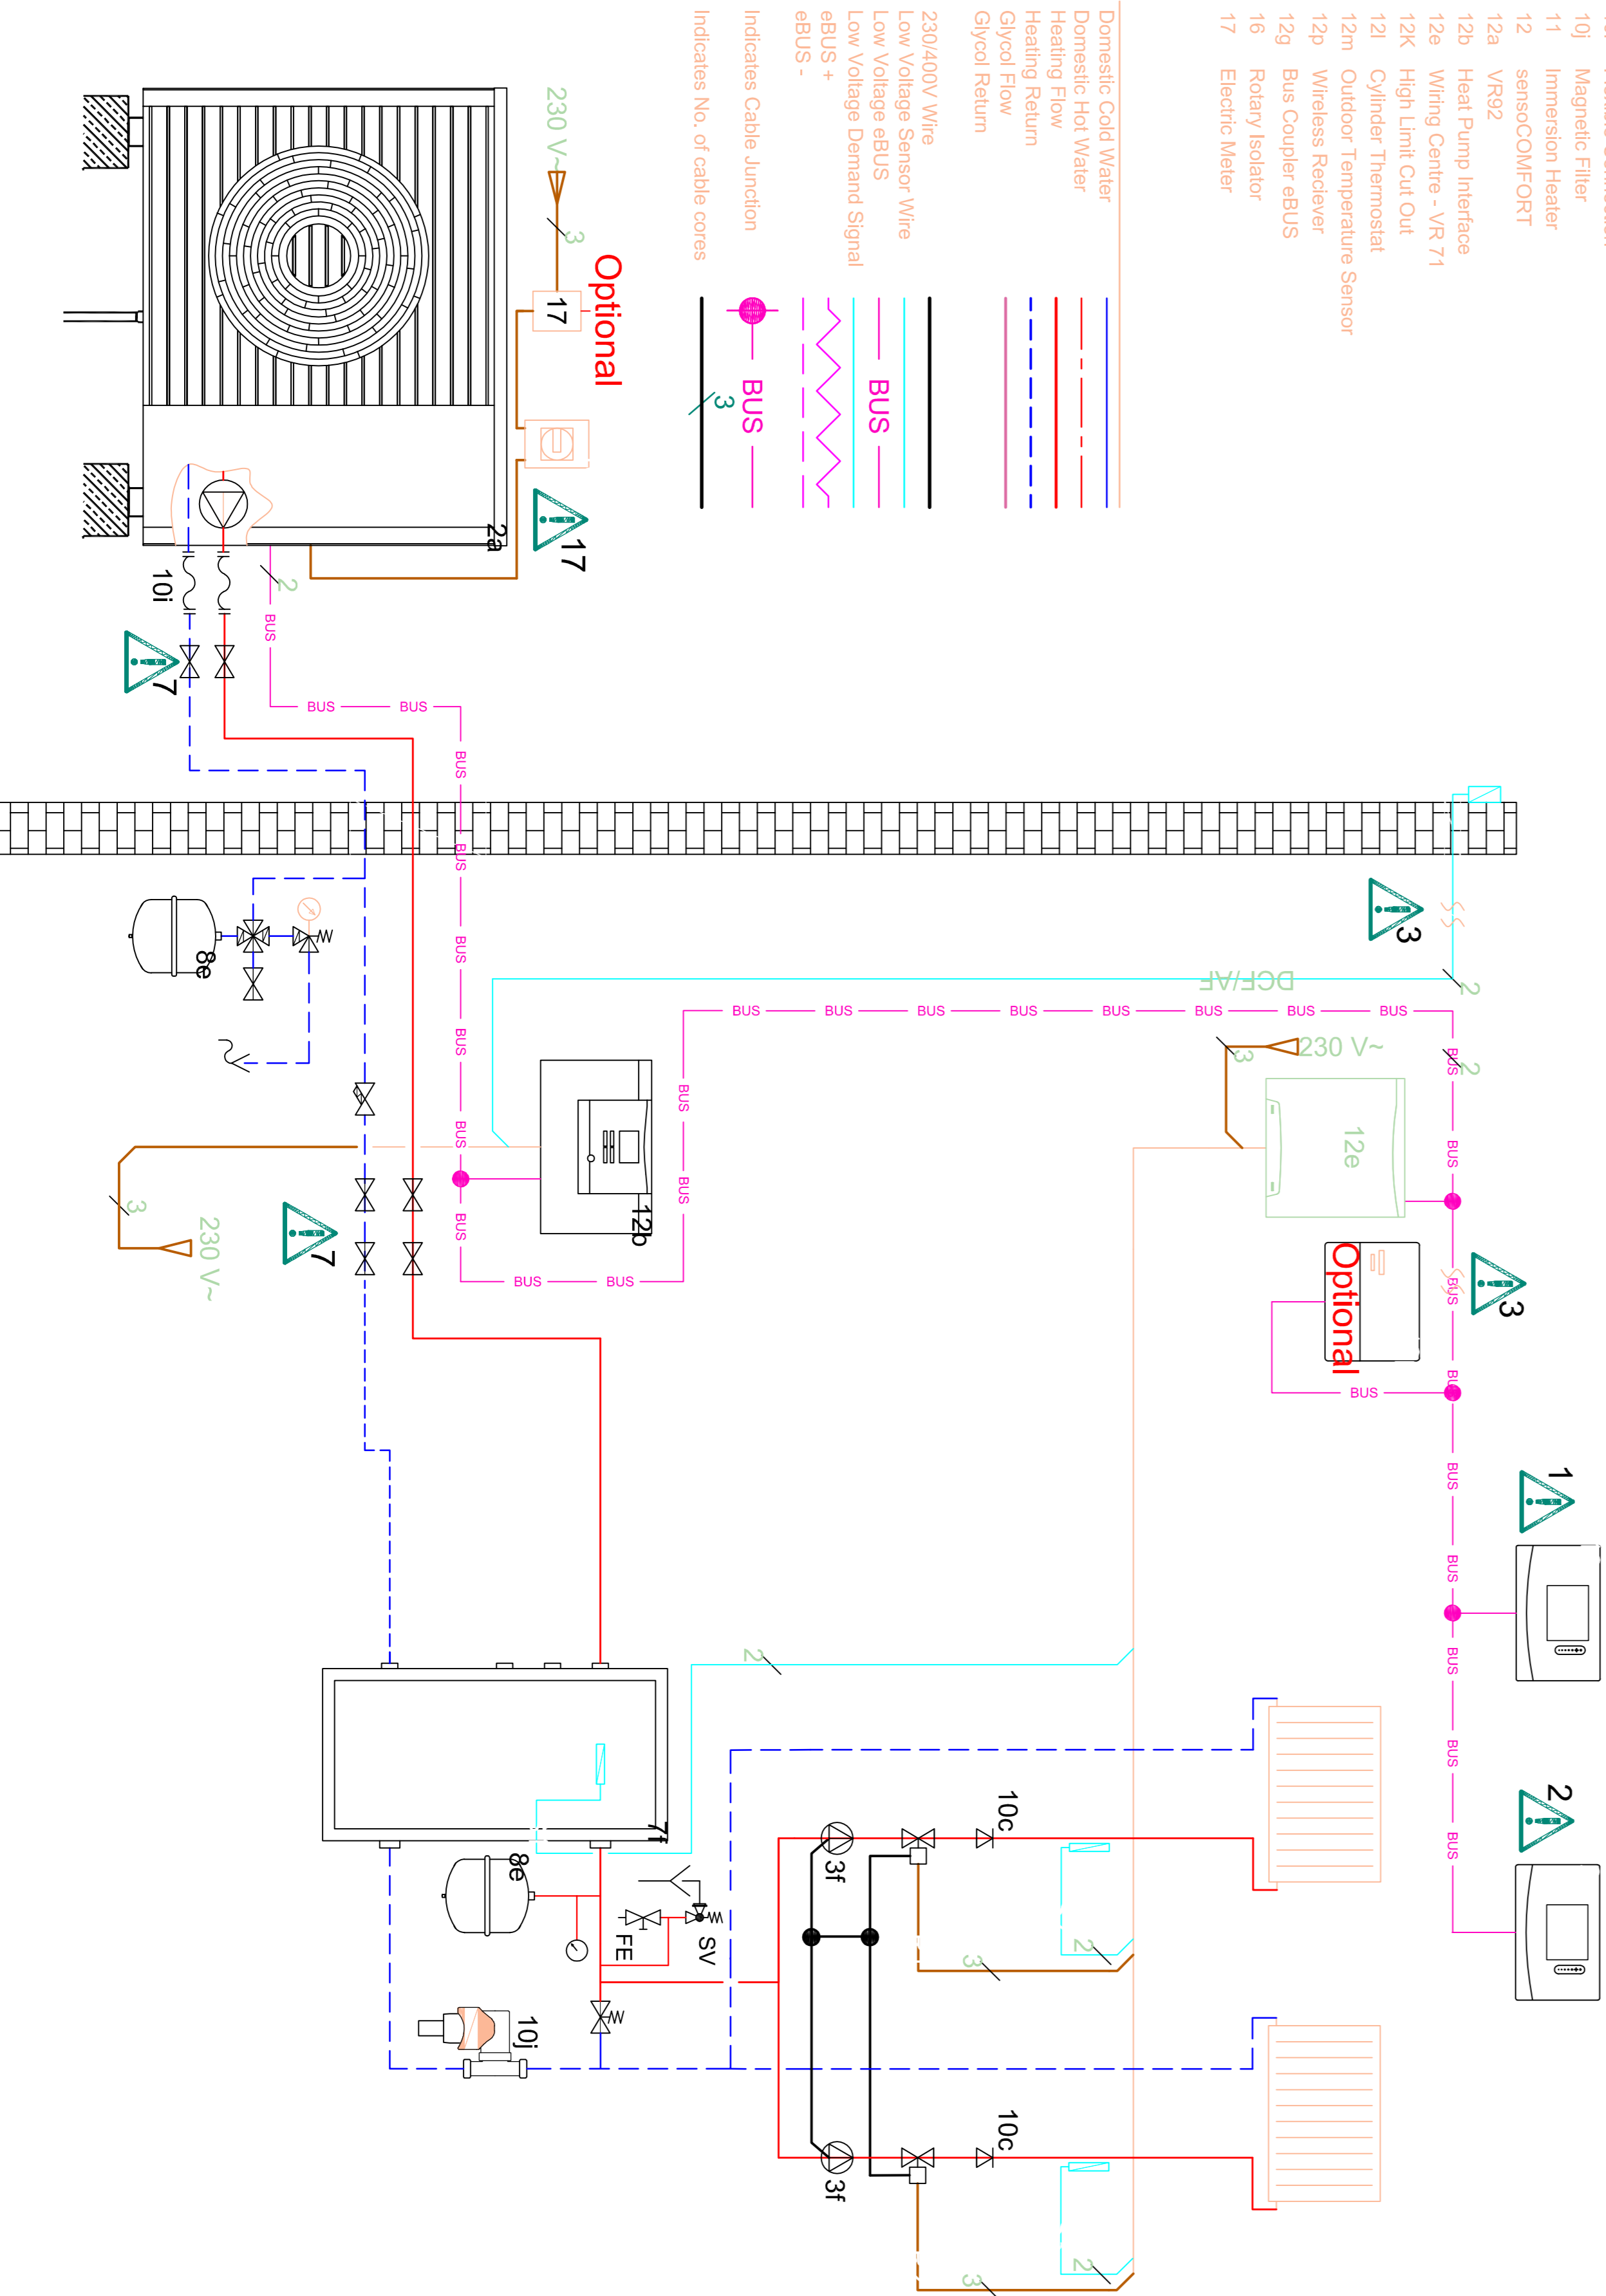 10j Magnetic Filter
11 Immersion Heater
12 sensoCOMFORT
12a VR92
12b Heat Pump Interface
12e Wiring Centre - VR 71
12K High Limit Cut Out
12l Cylinder Thermostat
12m Outdoor Temperature Sensor
12p Wireless Reciever
12g Bus Coupler eBUS
16 Rotary Isolator
17 Electric Meter
Domestic Cold Water
Domestic Hot Water
Heating Flow
Heating Return
Glycol Flow
Glycol Return
230/400V Wire
Low Voltage Sensor Wire
Low Voltage eBUS
BUS
Low Voltage Demand Signal
eBUS +
eBUS -
Indicates Cable Junction
BUS
Indicates No. of cable cores
3
1
2
BUS
BUS
BUS
BUS
BUS
BUS
BUS
BUS
BUS
2
3
3
2
BUS
Optional
230 V~
3
12e
DCF/AF
BUS
BUS
BUS
BUS
BUS
BUS
BUS
BUS
2
3
BUS
BUS
12b
BUS
BUS
BUS
BUS
BUS
BUS
BUS
BUS
BUS
BUS
BUS
BUS
2
Optional
230 V~
3
17
17
2a
10i
7
8e
7
3
230 V~
2
7f
8e
SV
FE
10j
10c
3f
2
3
10c
3f
2
3